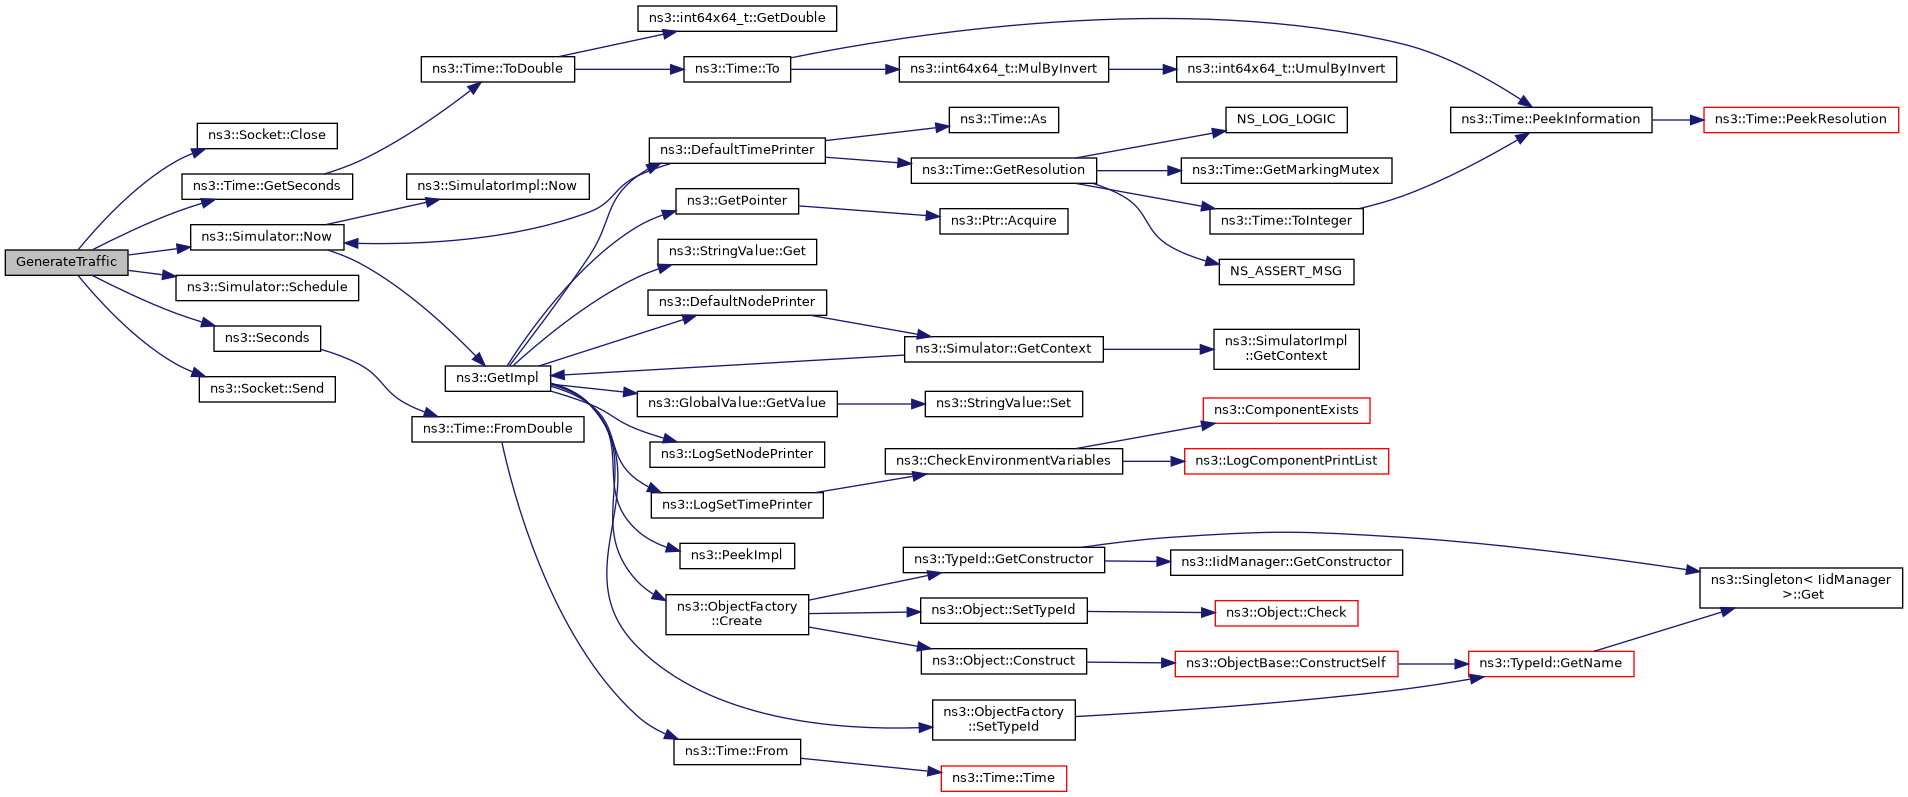 GenerateTraffic
ns3::Socket::Close
ns3::Time::GetSeconds
ns3::Simulator::Now
ns3::Simulator::Schedule
ns3::Seconds
ns3::Socket::Send
ns3::Time::ToDouble
ns3::SimulatorImpl::Now
ns3::GetImpl
ns3::Time::FromDouble
ns3::int64x64_t::GetDouble
ns3::Time::To
ns3::DefaultTimePrinter
ns3::GetPointer
ns3::StringValue::Get
ns3::DefaultNodePrinter
ns3::GlobalValue::GetValue
ns3::LogSetNodePrinter
ns3::LogSetTimePrinter
ns3::PeekImpl
ns3::ObjectFactory
::Create
ns3::Time::From
ns3::int64x64_t::MulByInvert
ns3::Time::As
ns3::Time::GetResolution
ns3::Ptr::Acquire
ns3::Simulator::GetContext
ns3::StringValue::Set
ns3::CheckEnvironmentVariables
ns3::TypeId::GetConstructor
ns3::Object::SetTypeId
ns3::Object::Construct
ns3::ObjectFactory
::SetTypeId
ns3::Time::Time
ns3::int64x64_t::UmulByInvert
NS_LOG_LOGIC
ns3::Time::GetMarkingMutex
ns3::Time::ToInteger
NS_ASSERT_MSG
ns3::SimulatorImpl
::GetContext
ns3::ComponentExists
ns3::LogComponentPrintList
ns3::IidManager::GetConstructor
ns3::Object::Check
ns3::ObjectBase::ConstructSelf
ns3::Time::PeekInformation
ns3::TypeId::GetName
ns3::Time::PeekResolution
ns3::Singleton< IidManager
>::Get